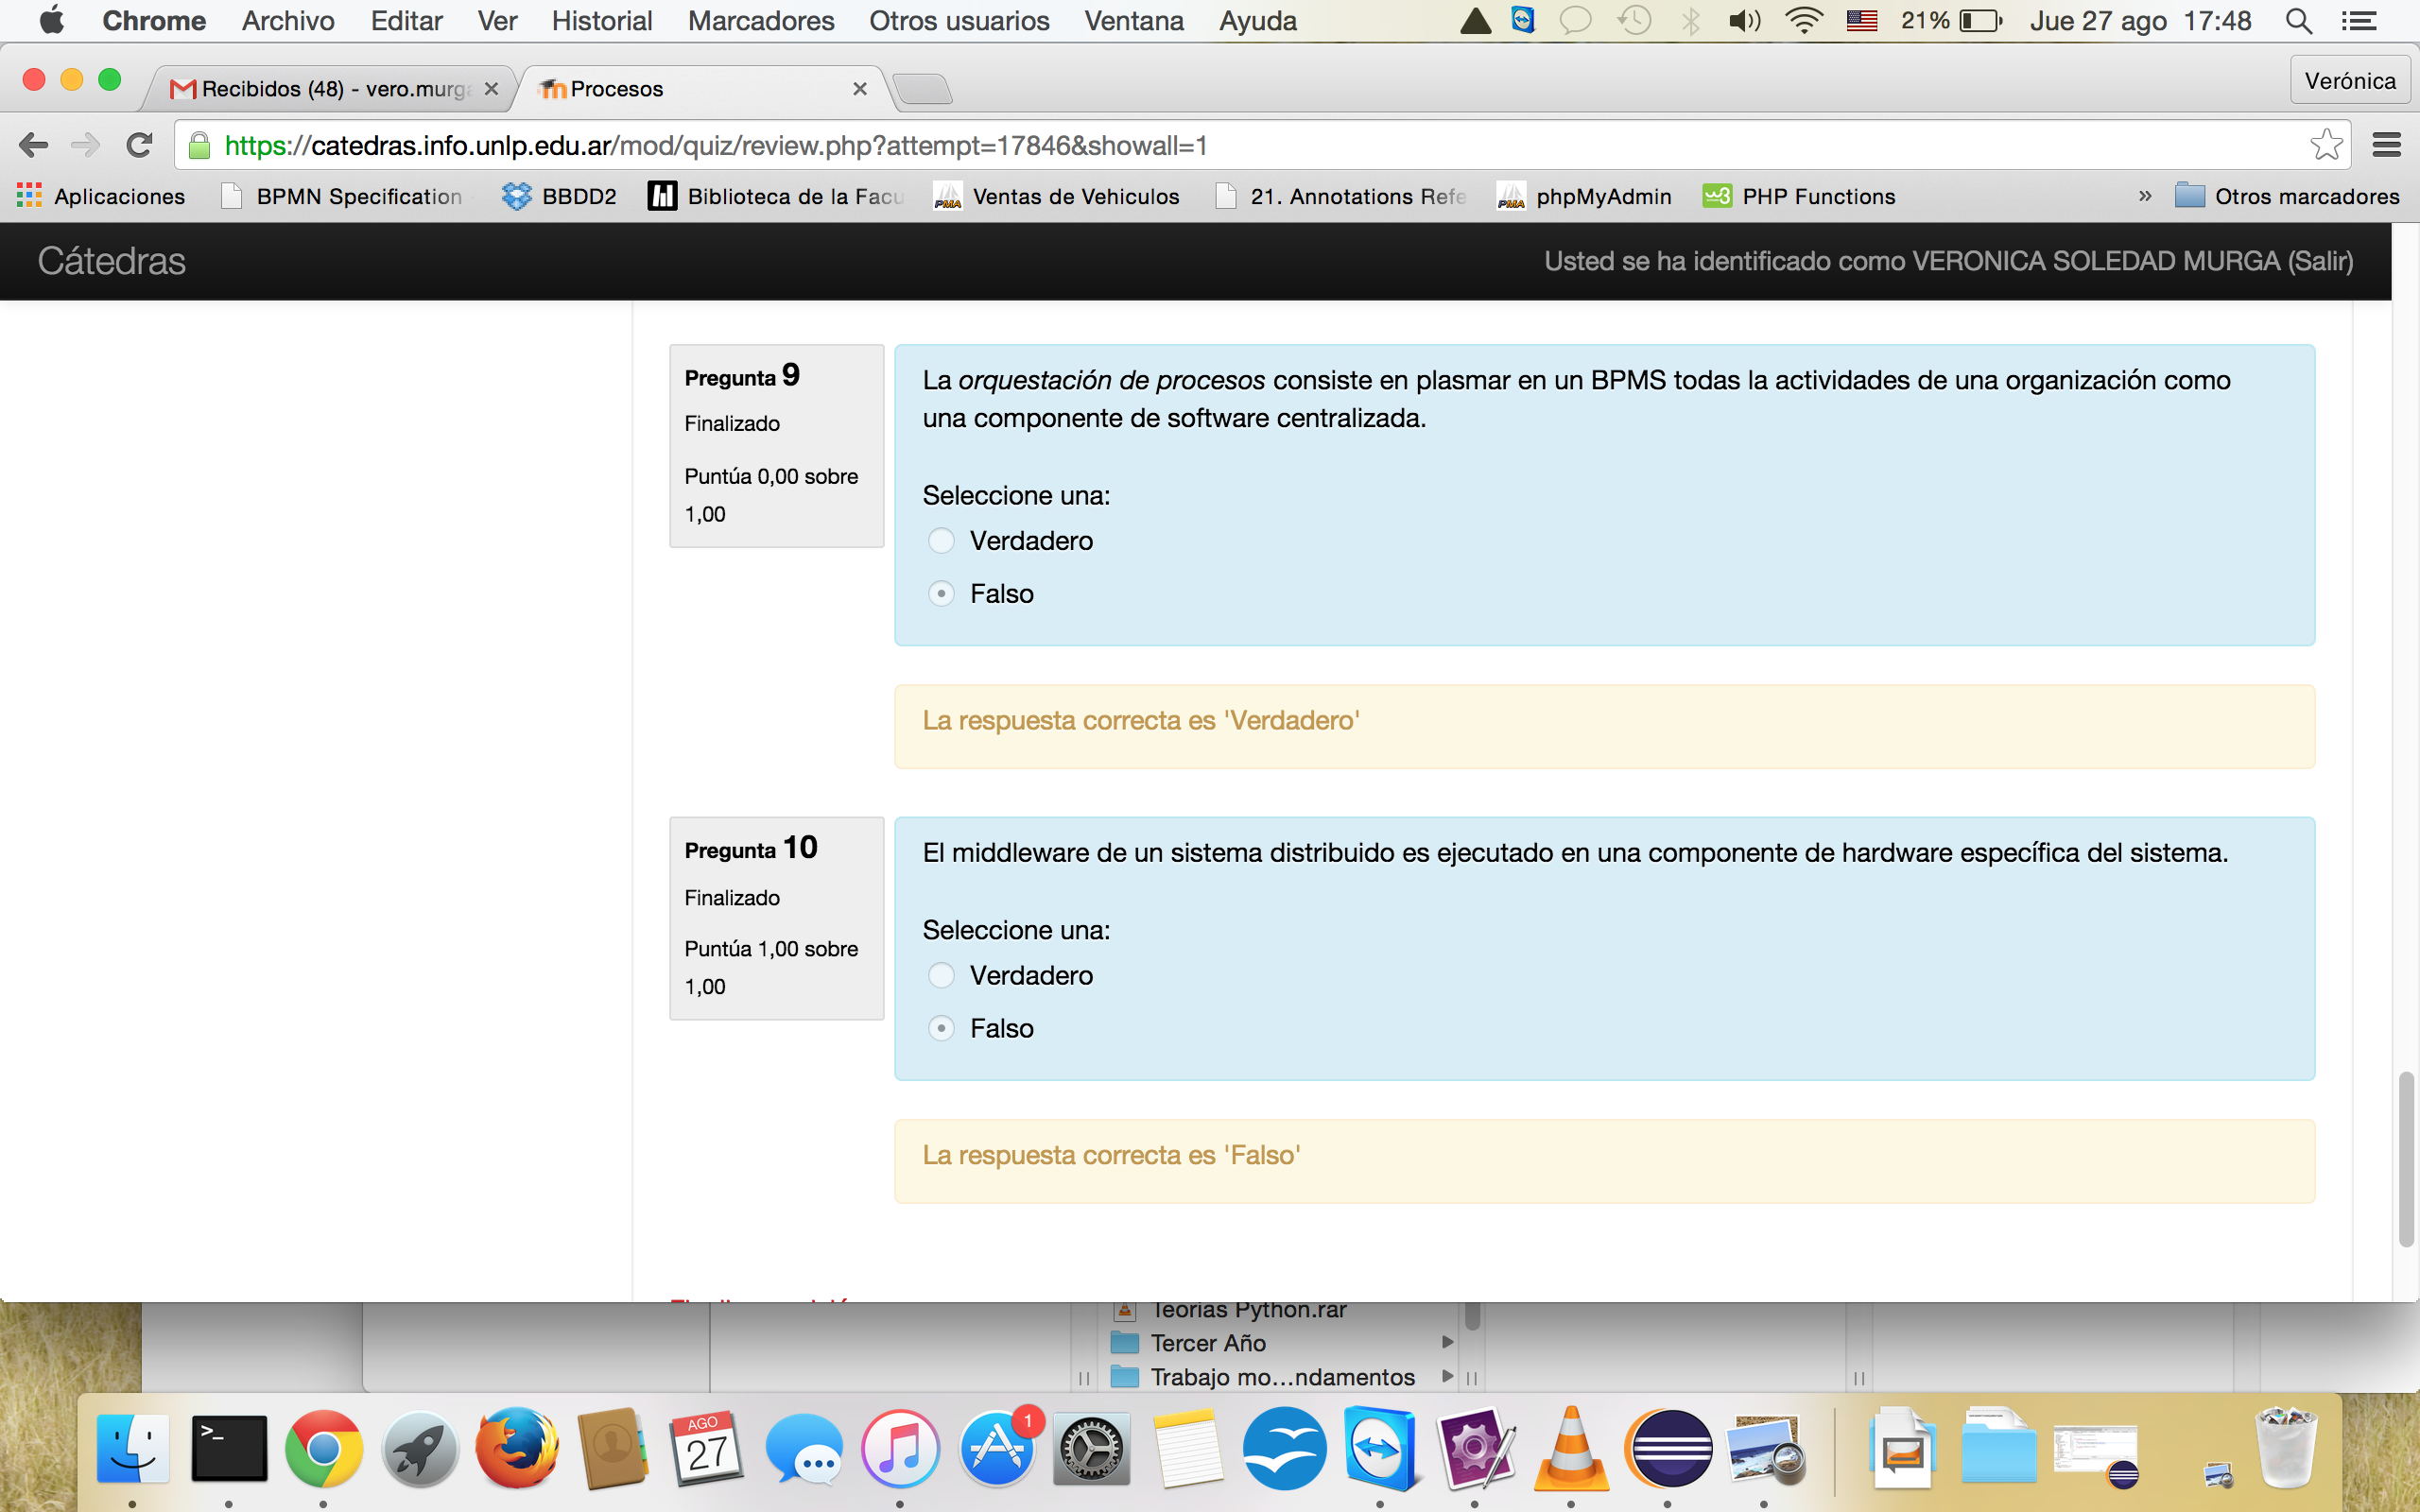 Chrome Archivo Editar Ver Historial Marcadores Otros usuarios Ventana Ayuda 21% Jue 27 ago 17:48
Recibidos (48) - vero.murga Procesos Verónica
https://catedras.info.unlp.edu.ar/mod/quiz/review.php?attempt=17846&showall=1
Aplicaciones BPMN Specification BBDD2 Biblioteca de la Facu Ventas de Vehiculos 21. Annotations Refe phpMyAdmin PHP Functions » Otros marcadores
Cátedras Usted se ha identificado como VERONICA SOLEDAD MURGA (Salir)
Pregunta 9
Finalizado
Puntúa 0,00 sobre
1,00
La orquestación de procesos consiste en plasmar en un BPMS todas la actividades de una organización como
una componente de software centralizada.
Seleccione una:
Verdadero
Falso
La respuesta correcta es 'Verdadero'
Pregunta 10
Finalizado
Puntúa 1,00 sobre
1,00
El middleware de un sistema distribuido es ejecutado en una componente de hardware específica del sistema.
Seleccione una:
Verdadero
Falso
La respuesta correcta es 'Falso'
Teorias Python.rar
Tercer Año
Trabajo mo...ndamentos
AGO
27
1